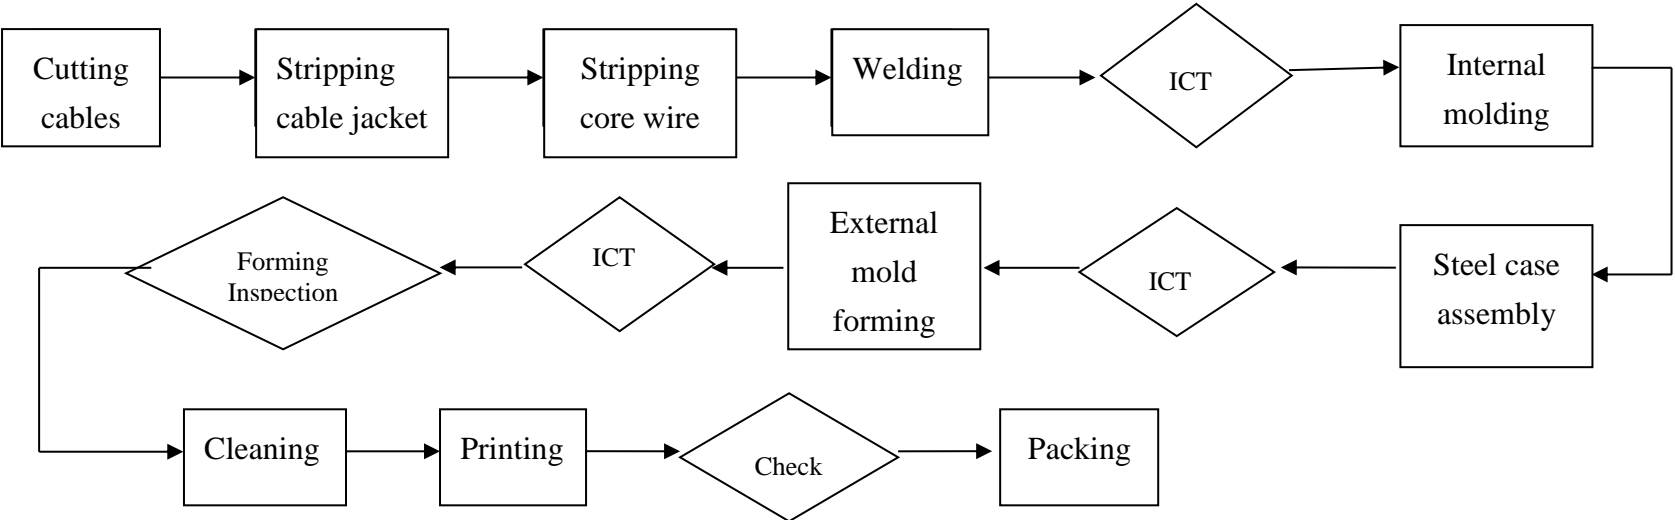 Cutting
cables
Stripping
cable jacket
Stripping
core wire
Welding
ICT
Internal
molding
Steel case
assembly
ICT
External
mold
forming
ICT
Forming
Inspection
Cleaning
Printing
Check
Packing